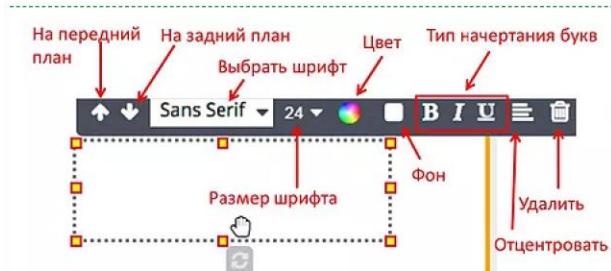 На передний
план
На задний план
Выбрать шрифт
Цвет
Тип начертания букв
Sans Serif
24
B I U
Фон
Размер шрифта
Удалить
Отцентровать